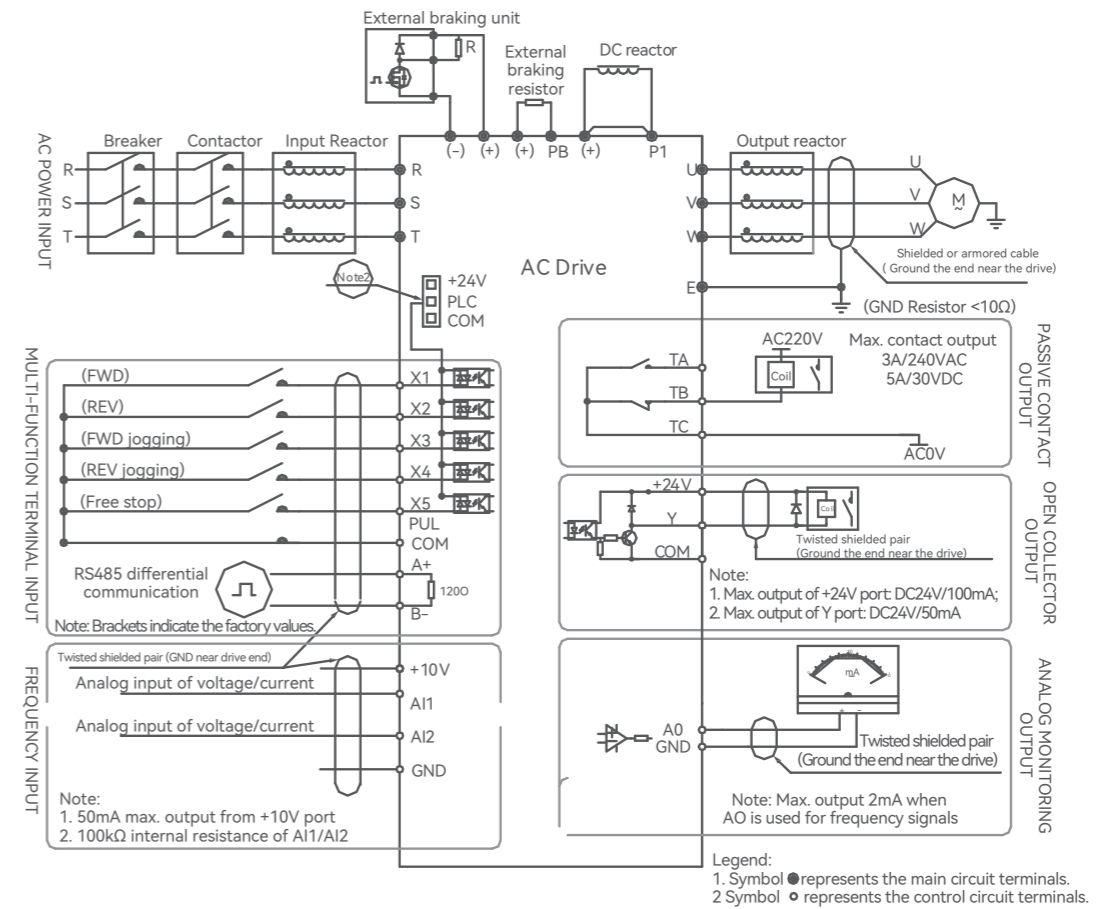 External braking unit
R
External
braking
resistor
DC reactor
AC POWER INPUT
Breaker
Contactor
Input Reactor
(-)
(+)
(+)
PB
(+)
P1
Output reactor
R
R
U
U
S
S
V
V
M
~
T
T
W
W
AC Drive
Shielded or armored cable
( Ground the end near the drive)
Note2
+24V
PLC
COM
E
(GND Resistor <10Ω)
MULTI-FUNCTION TERMINAL INPUT
(FWD)
X1
(REV)
X2
(FWD jogging)
X3
(REV jogging)
X4
(Free stop)
X5
PUL
COM
RS485 differential
communication
A+
120O
B-
Note: Brackets indicate the factory values.
PASSIVE CONTACT
OUTPUT
TA
TB
TC
AC220V
Coil
Max. contact output
3A/240VAC
5A/30VDC
AC0V
OPEN COLLECTOR
OUTPUT
+24V
Y
COM
Coil
Twisted shielded pair
(Ground the end near the drive)
Note:
1. Max. output of +24V port: DC24V/100mA;
2. Max. output of Y port: DC24V/50mA
FREQUENCY INPUT
Twisted shielded pair (GND near drive end)
+10V
Analog input of voltage/current
AI1
Analog input of voltage/current
AI2
GND
Note:
1. 50mA max. output from +10V port
2. 100kΩ internal resistance of AI1/AI2
ANALOG MONITORING
OUTPUT
mA
+
-
A0
GND
Twisted shielded pair
(Ground the end near the drive)
Note: Max. output 2mA when
AO is used for frequency signals
Legend:
1. Symbol represents the main circuit terminals.
2 Symbol represents the control circuit terminals.